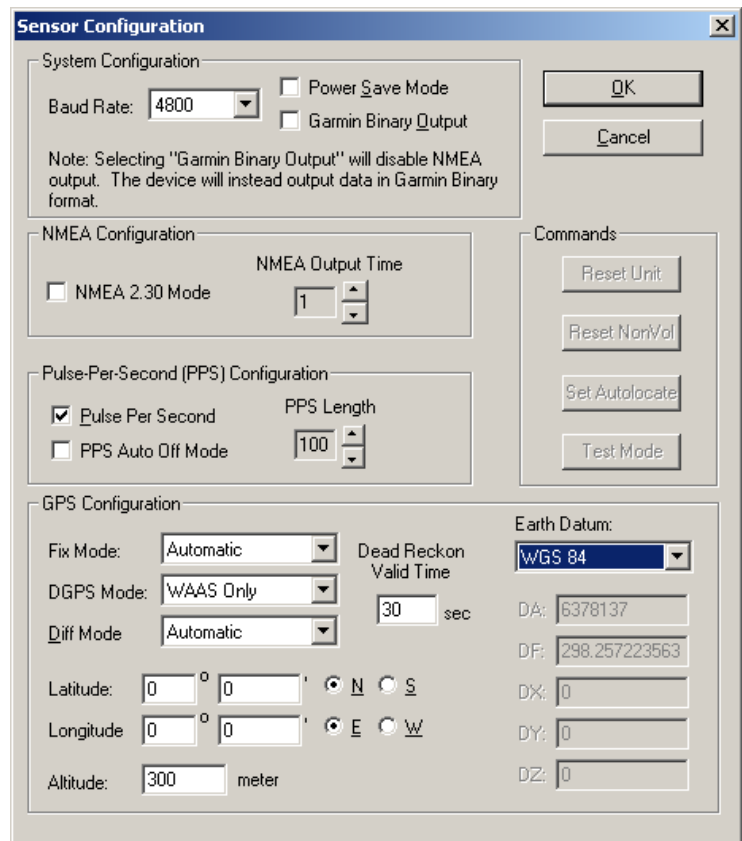 Sensor Configuration
System Configuration
Baud Rate: 4800
Power Save Mode
Garmin Binary Output
Note: Selecting "Garmin Binary Output" will disable NMEA
output. The device will instead output data in Garmin Binary
format.
OK
Cancel
NMEA Configuration
NMEA 2.30 Mode
NMEA Output Time
1
Commands
Reset Unit
Reset NonVol
Set Autolocate
Test Mode
Pulse-Per-Second (PPS) Configuration
Pulse Per Second
PPS Auto Off Mode
PPS Length
100
GPS Configuration
Fix Mode: Automatic
DGPS Mode: WAAS Only
Diff Mode Automatic
Dead Reckon
Valid Time
30 sec
Earth Datum:
WGS 84
DA: 6378137
DF: 298.257223563
DX: 0
DY: 0
DZ: 0
Latitude: 0 ° 0 ' N S
Longitude 0 ° 0 ' E W
Altitude: 300 meter